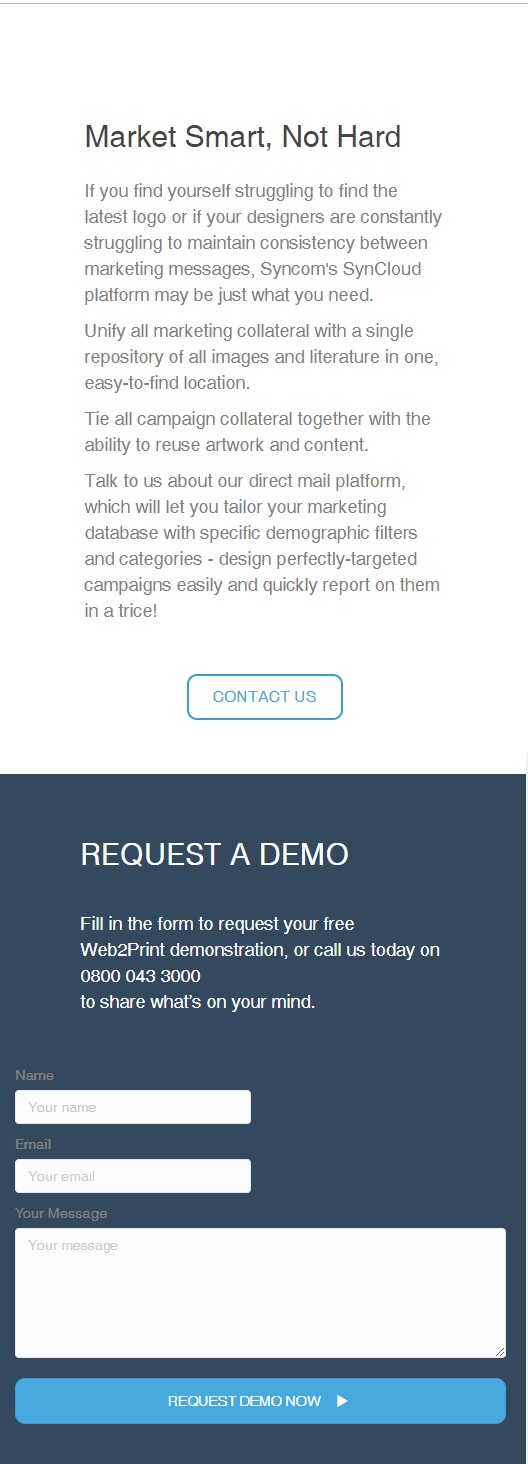 Market Smart, Not Hard
If you find yourself struggling to find the
latest logo or if your designers are constantly
struggling to maintain consistency between
marketing messages, Syncom's SynCloud
platform may be just what you need.
Unify all marketing collateral with a single
repository of all images and literature in one,
easy-to-find location.
Tie all campaign collateral together with the
ability to reuse artwork and content.
Talk to us about our direct mail platform,
which will let you tailor your marketing
database with specific demographic filters
and categories - design perfectly-targeted
campaigns easily and quickly report on them
in a trice!
CONTACT US
REQUEST A DEMO
Fill in the form to request your free
Web2Print demonstration, or call us today on
0800 043 3000
to share what’s on your mind.
Name
Your name
Email
Your email
Your Message
Your message
REQUEST DEMO NOW